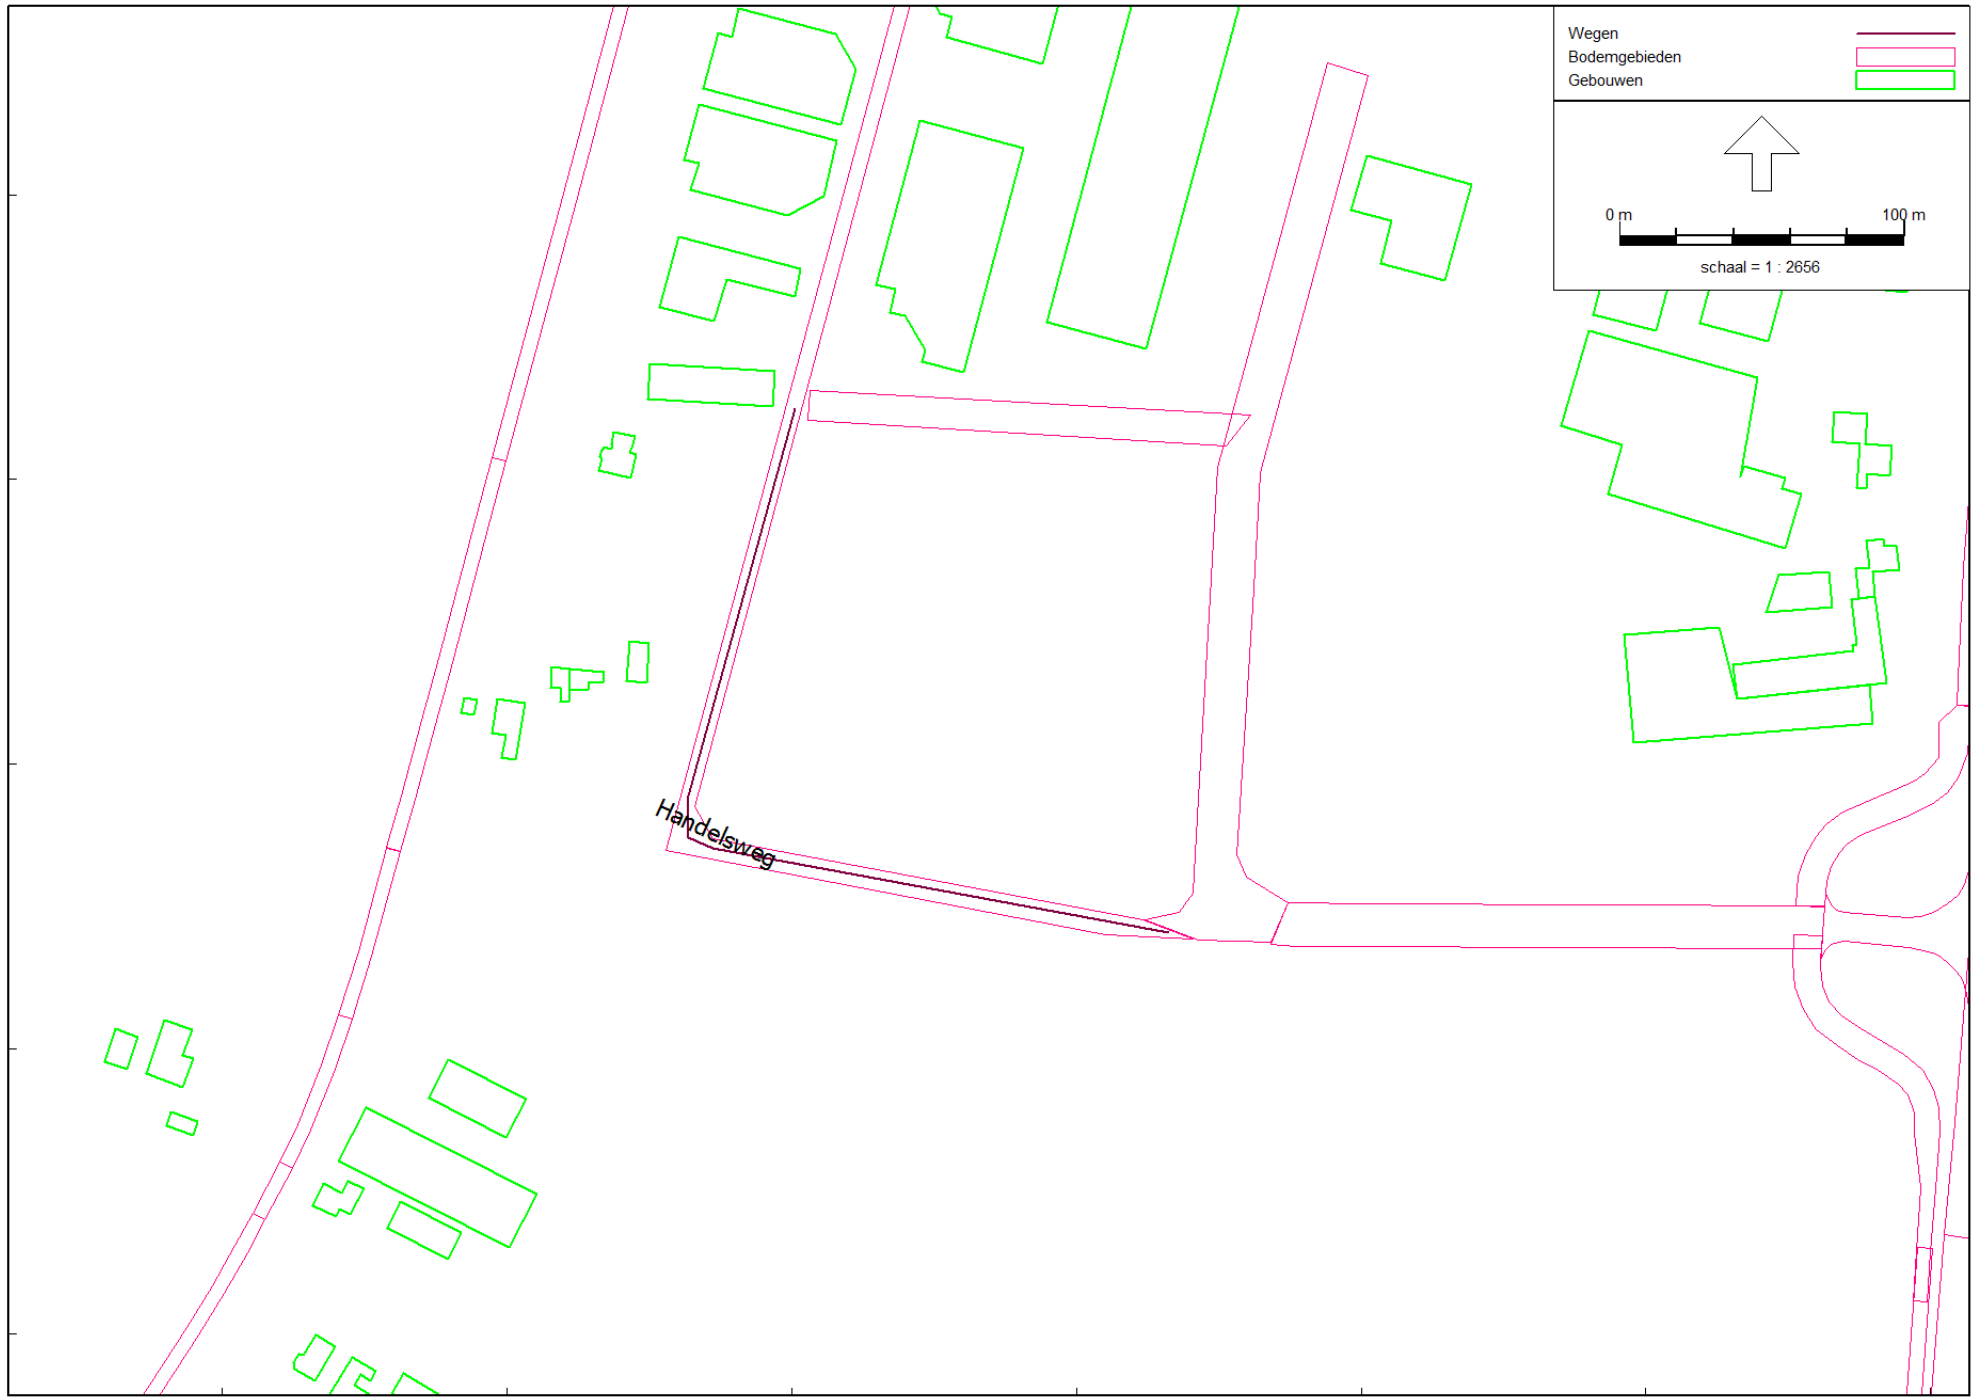 Wegen
Bodemgebieden
Gebouwen
0 m 100 m
schaal = 1 : 2656
Handelsweg